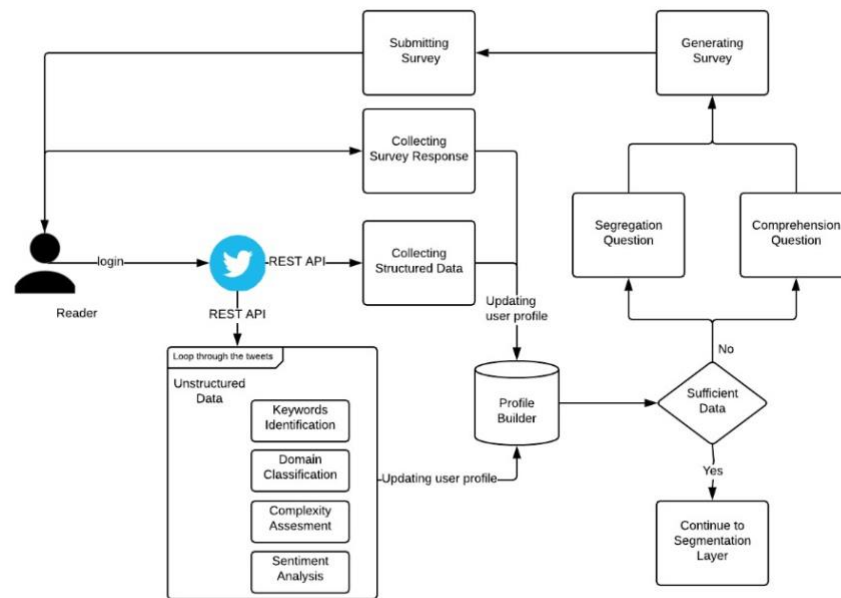 Submitting
Survey
Generating
Survey
Collecting
Survey Response
Segregation
Question
Comprehension
Question
login
REST API
Collecting
Structured Data
Reader
REST API
Updating
user profile
Loop through the tweets
Unstructured
Data
Keywords
Identification
Domain
Classification
Complexity
Assesment
Sentiment
Analysis
Updating user profile
Profile
Builder
No
Sufficient
Data
Yes
Continue to
Segmentation
Layer